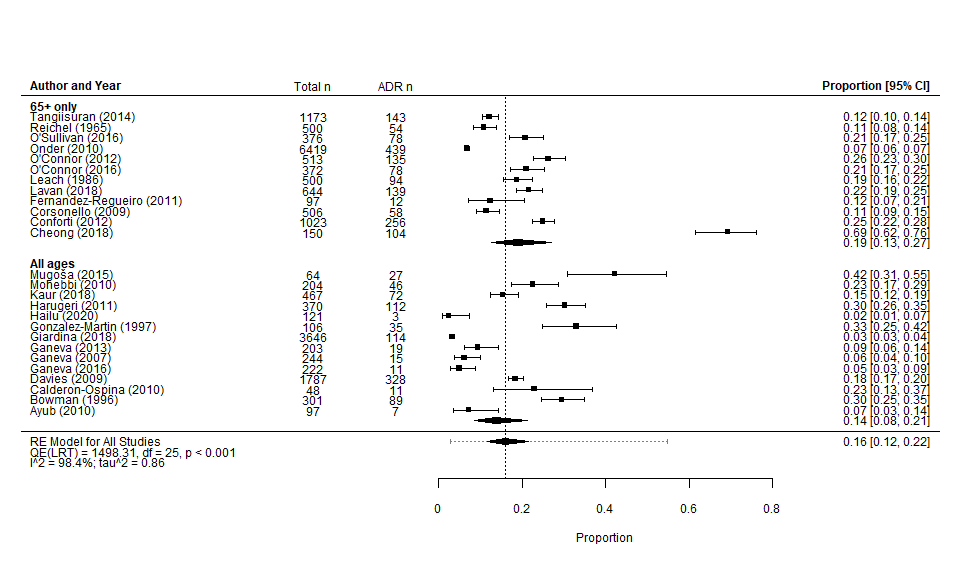 Author and Year Total n ADR n Proportion [95% CI]
65+ only
Tangiisuran (2014) 1173 143 0.12 [0.10, 0.14]
Reichel (1965) 500 54 0.11 [0.08, 0.14]
O'Sullivan (2016) 376 78 0.21 [0.17, 0.25]
Onder (2010) 6419 439 0.07 [0.06, 0.07]
O'Connor (2012) 513 135 0.26 [0.23, 0.30]
O'Connor (2016) 372 78 0.21 [0.17, 0.25]
Leach (1986) 500 94 0.19 [0.16, 0.22]
Lavan (2018) 644 139 0.22 [0.19, 0.25]
Fernandez-Regueiro (2011) 97 12 0.12 [0.07, 0.21]
Corsonello (2009) 506 58 0.11 [0.09, 0.15]
Conforti (2012) 1023 256 0.25 [0.22, 0.28]
Cheong (2018) 150 104 0.69 [0.62, 0.76]
0.19 [0.13, 0.27]
All ages
Mugosa (2015) 64 27 0.42 [0.31, 0.55]
Monebbi (2010) 204 46 0.23 [0.17, 0.29]
Kaur (2018) 467 72 0.15 [0.12, 0.19]
Harugeri (2011) 370 112 0.30 [0.26, 0.35]
Hailu (2020) 121 3 0.02 [0.01, 0.07]
Gonzalez-Martin (1997) 106 35 0.33 [0.25, 0.42]
Giardina (2018) 3646 114 0.03 [0.03, 0.04]
Ganeva (2013) 203 19 0.09 [0.06, 0.14]
Ganeva (2007) 244 15 0.06 [0.04, 0.10]
Ganeva (2016) 222 11 0.05 [0.03, 0.09]
Davies (2009) 1787 328 0.18 [0.17, 0.20]
Calderon-Ospina (2010) 48 11 0.23 [0.13, 0.37]
Bowman (1996) 301 89 0.30 [0.25, 0.35]
Ayub (2010) 97 7 0.07 [0.03, 0.14]
0.14 [0.08, 0.21]
RE Model for All Studies 0.16 [0.12, 0.22]
QE(LRT) = 1498.31, df = 25, p < 0.001
I^2 = 98.4%; tau^2 = 0.86
0 0.2 0.4 0.6 0.8
Proportion